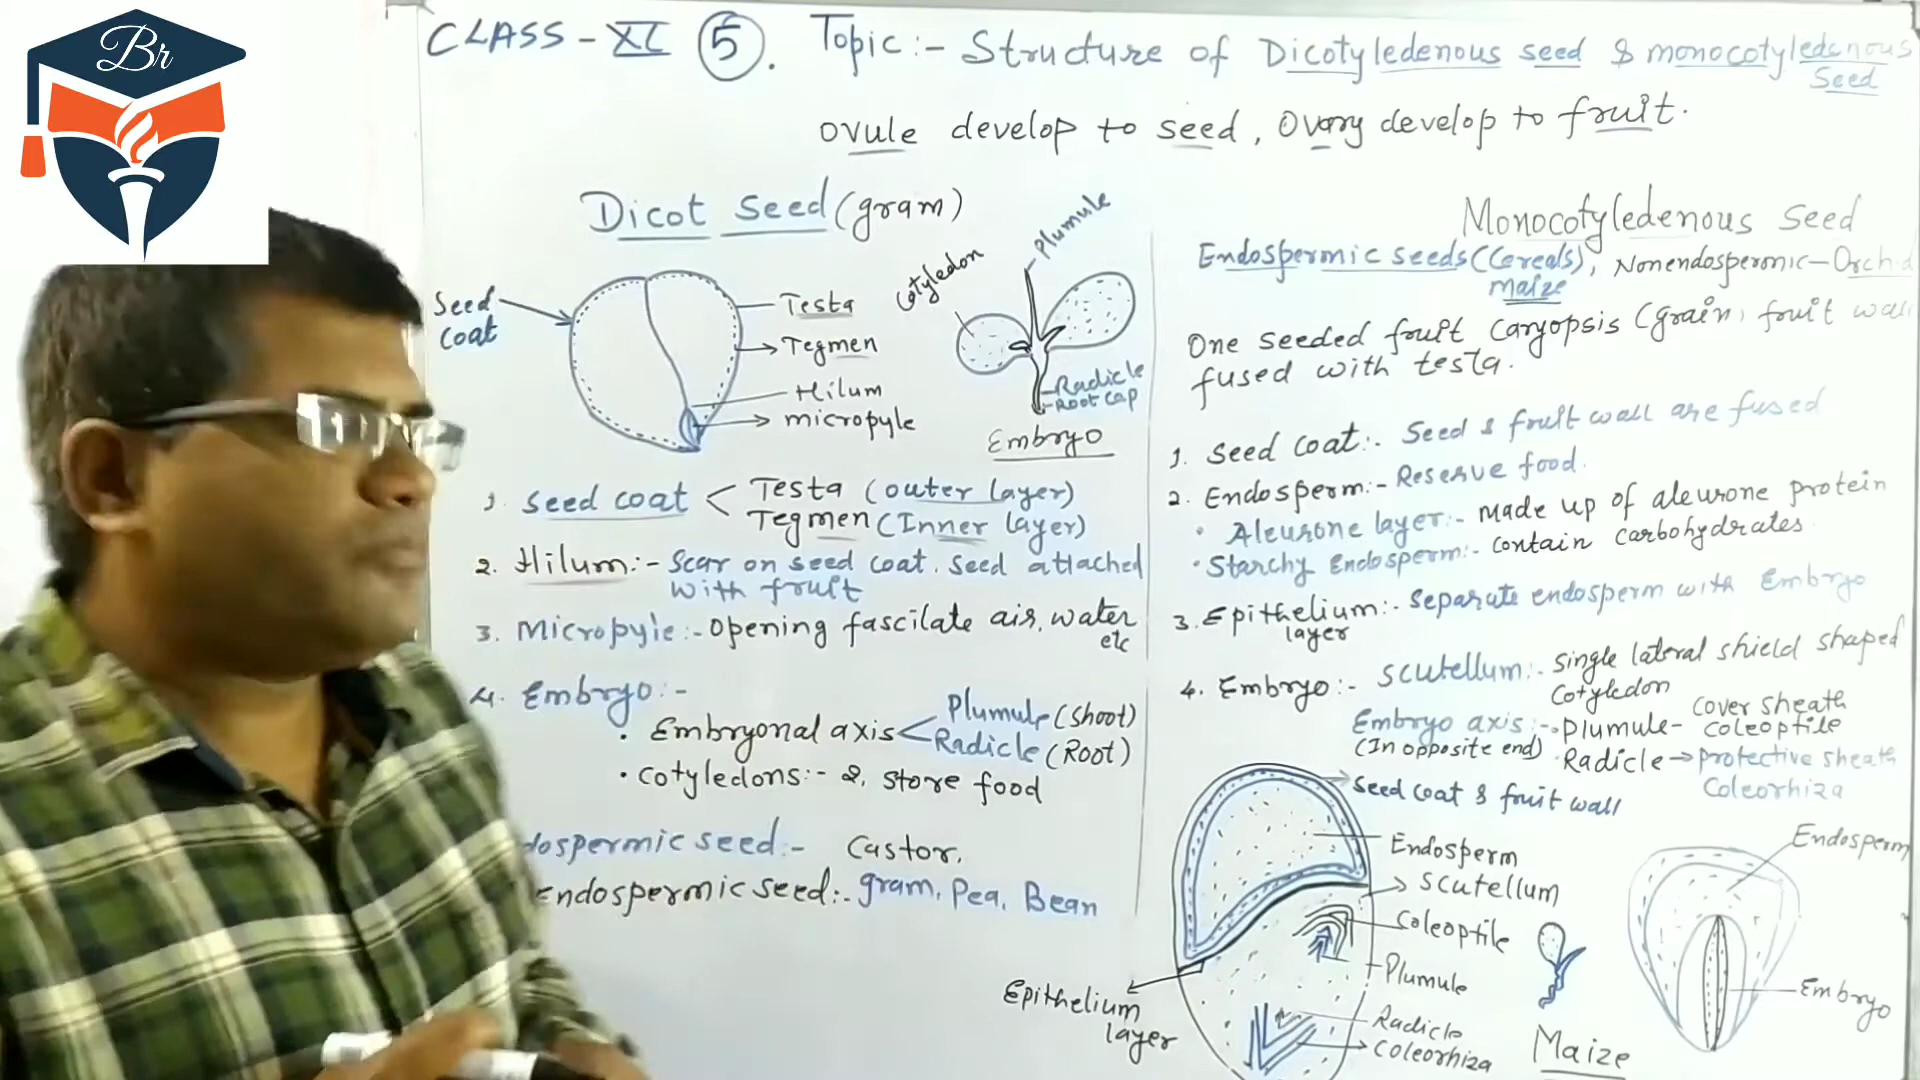 Br
CLASS - XI 5. Topic:- Structure of Dicotyledenous seed & monocotyledenous
Seed
ovule develop to seed, Ovary develop to fruit.
Dicot seed (gram)
Seed
coat
Testa
Tegmen
Hilum
micropyle
Cotyledon
Plumule
Radicle
Root cap
Embryo
1. seed coat < Testa (outer layer)
Tegmen (Inner layer)
2. Hilum:- Scar on seed coat. seed attached
with fruit
3. Micropyle:- opening fascilate air, water
etc
4. Embryo:-
• Embryonal axis < Plumule (shoot)
Radicle (Root)
• cotyledons:- 2, store food
dospermic seed:- Castor.
Endospermic seed:- gram, Pea, Bean
Monocotyledenous seed
Endospermic seeds (Cereals), Nonendospermic - Orchid
maize
One seeded fruit caryopsis (grain, fruit wall
fused with testa.
1. Seed coat:- Seed & fruit wall are fused
2. Endosperm:- Reserve food.
• Aleurone layer:- made up of aleurone protein
• Starchy Endosperm:- contain carbohydrates
3. Epithelium:- separate endosperm with Embryo
layer
4. Embryo:- scutellum:- single lateral shield shaped
cotyledon
Embryo axis:- • Plumule - cover sheath
coleoptile
(In opposite end) • Radicle → protective sheath
Coleorhiza
Seed coat & fruit wall
Endosperm
Scutellum
Coleoptile
Plumule
Radicle
Coleorhiza
Epithelium
layer
Maize
Endosperm
Embryo